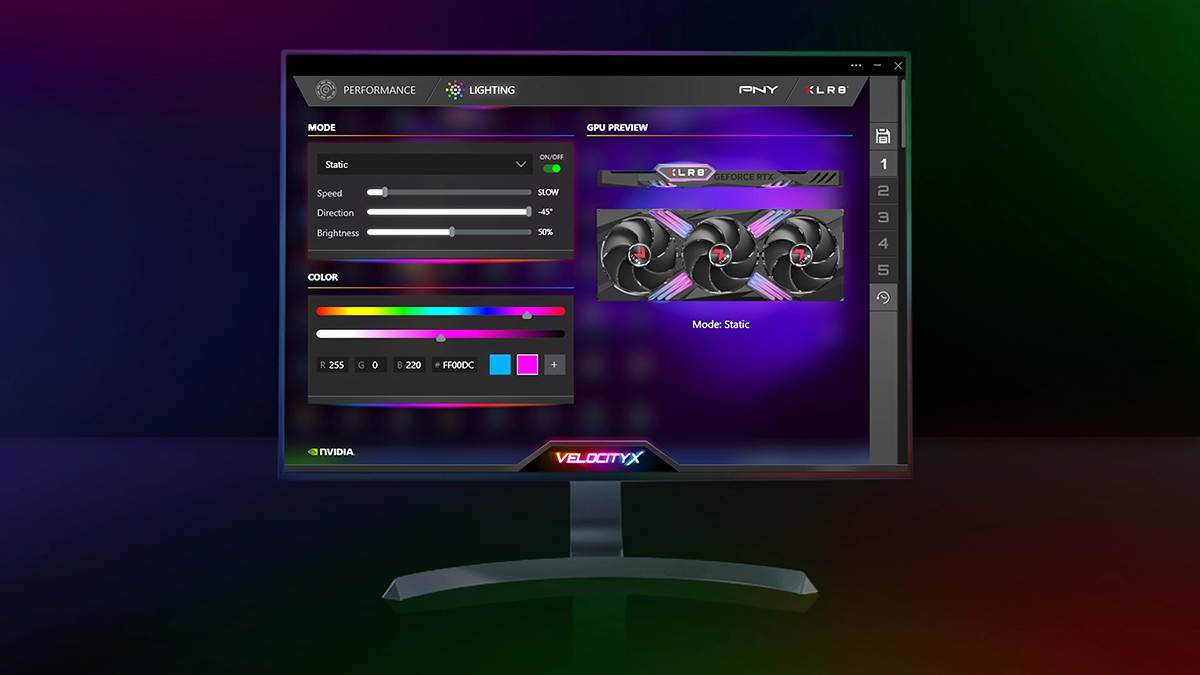 PERFORMANCE
LIGHTING
PNY
XLR8
MODE
Static
ON/OFF
Speed
SLOW
Direction
-45°
Brightness
50%
COLOR
R 255
G 0
B 220
# FF00DC
+
GPU PREVIEW
XLR8
GEFORCE RTX
Mode: Static
1
2
3
4
5
NVIDIA
VELOCITYX